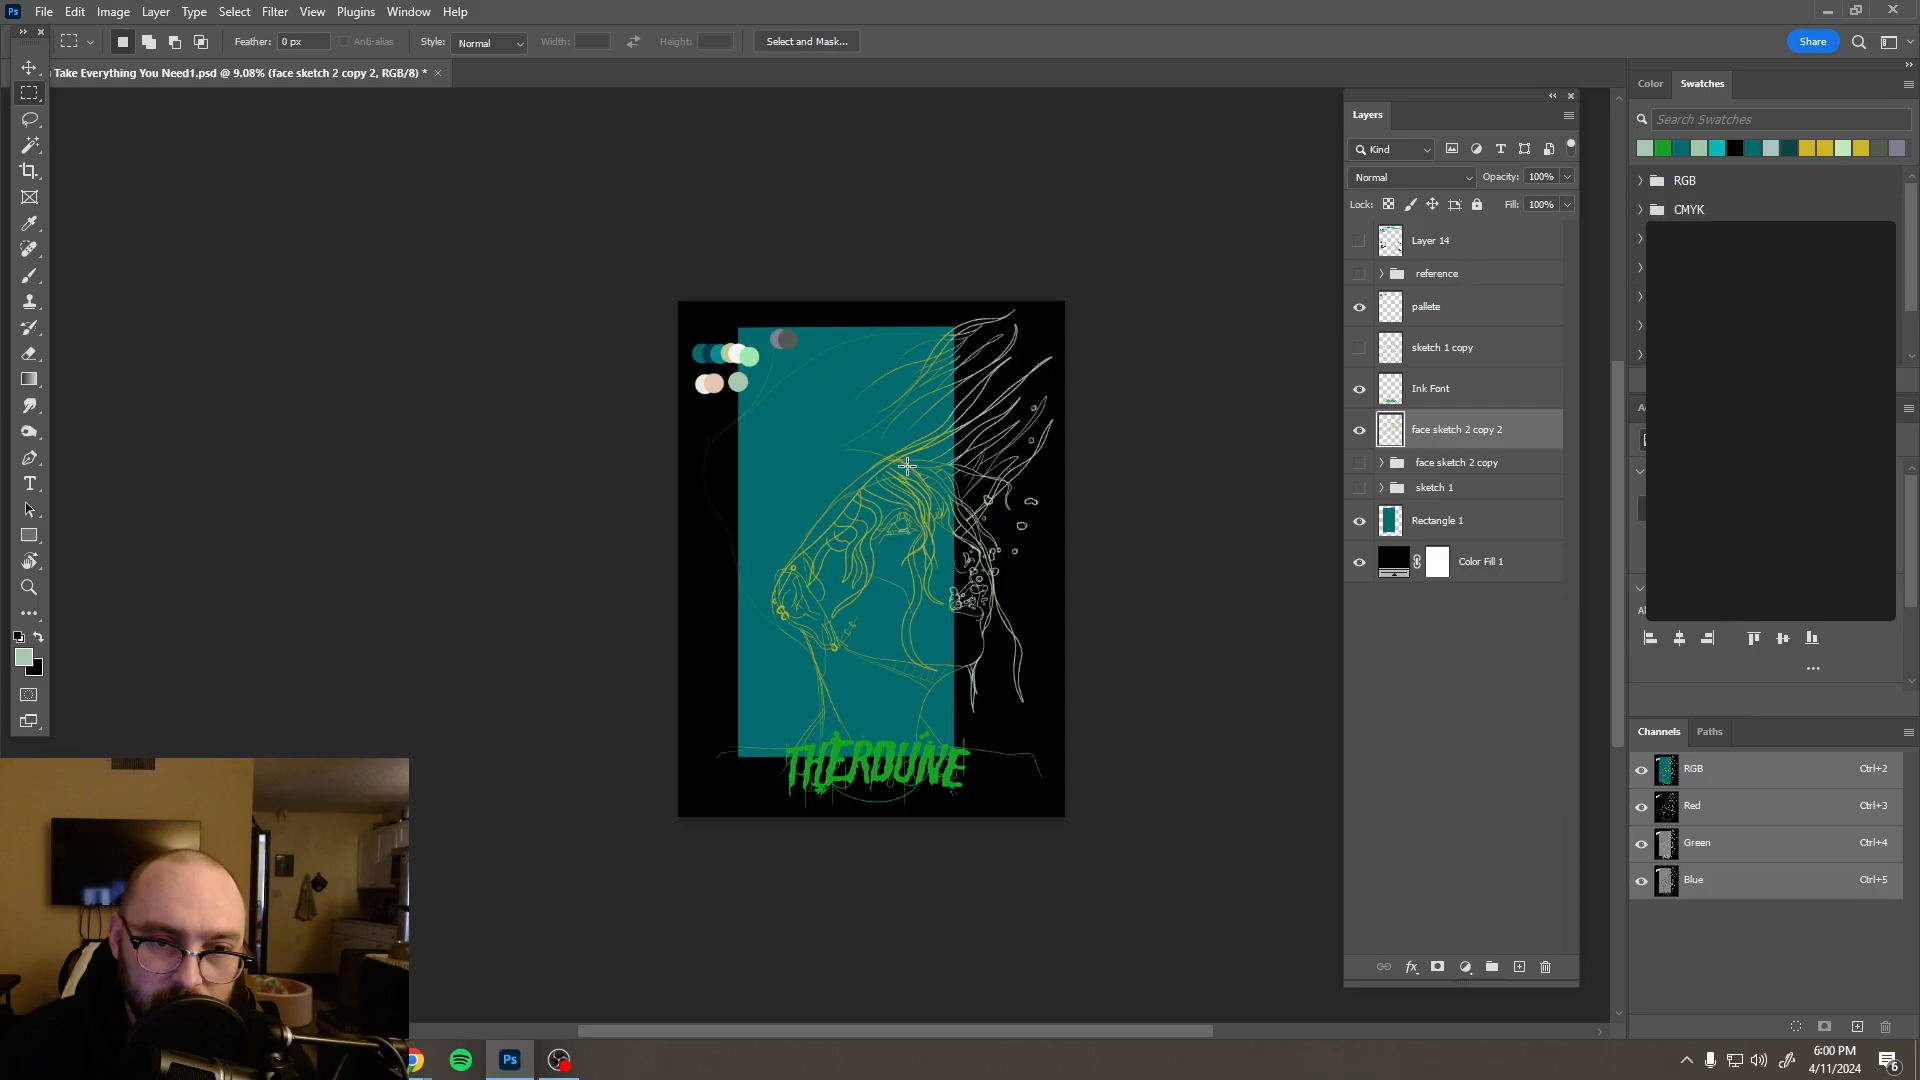 Ps File Edit Image Layer Type Select Filter View Plugins Window Help
Feather: 0 px Anti-alias Style: Normal Width: Height: Select and Mask... Share
Take Everything You Need1.psd @ 9.08% (face sketch 2 copy 2, RGB/8) *
Layers
Kind
Normal Opacity: 100%
Lock: Fill: 100%
Layer 14
reference
pallete
sketch 1 copy
Ink Font
face sketch 2 copy 2
face sketch 2 copy
sketch 1
Rectangle 1
Color Fill 1
fx
Color Swatches
Search Swatches
RGB
CMYK
Channels Paths
RGB Ctrl+2
Red Ctrl+3
Green Ctrl+4
Blue Ctrl+5
THEROUINE
Ps
6:00 PM
4/11/2024
6